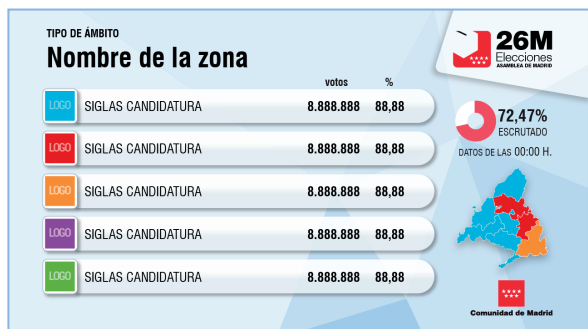 TIPO DE ÁMBITO
Nombre de la zona
26M
Elecciones
ASAMBLEA DE MADRID
votos %
LOGO SIGLAS CANDIDATURA 8.888.888 88,88
LOGO SIGLAS CANDIDATURA 8.888.888 88,88
LOGO SIGLAS CANDIDATURA 8.888.888 88,88
LOGO SIGLAS CANDIDATURA 8.888.888 88,88
LOGO SIGLAS CANDIDATURA 8.888.888 88,88
72,47%
ESCRUTADO
DATOS DE LAS 00:00 H.
Comunidad de Madrid